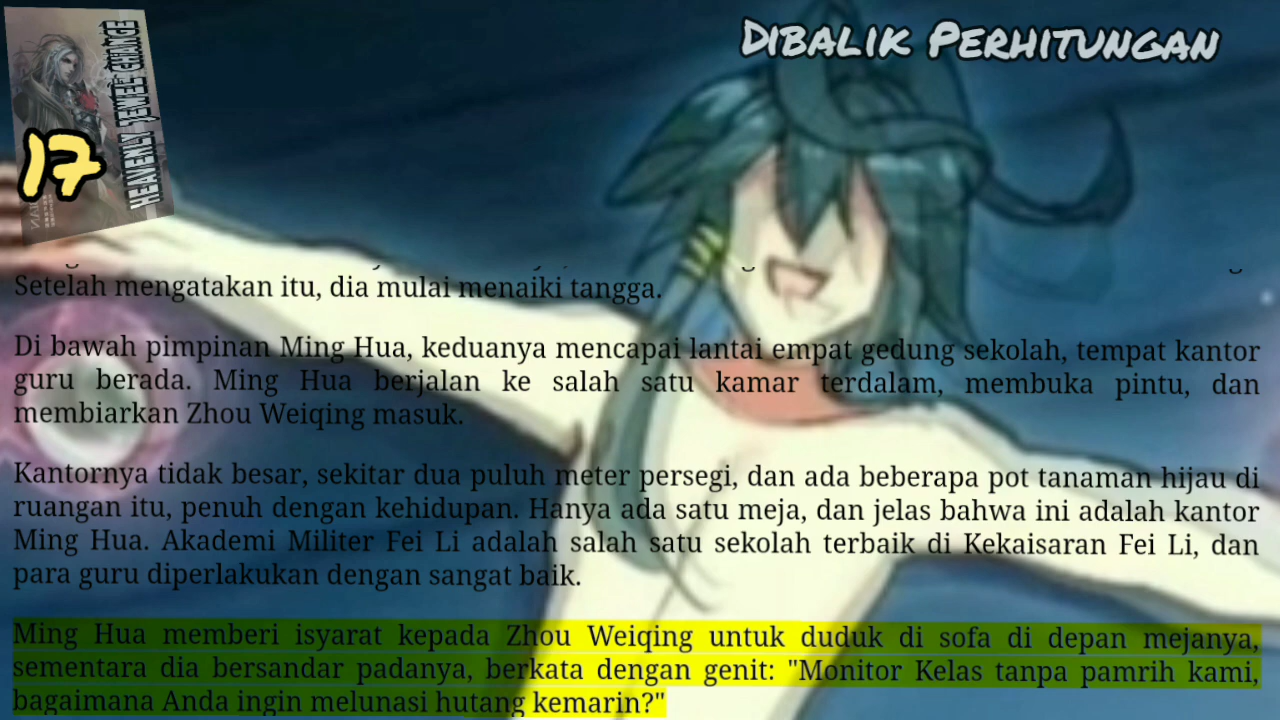 Dibalik Perhitungan
HEAVENLY JEWEL CHANGE
17
Setelah mengatakan itu, dia mulai menaiki tangga.
Di bawah pimpinan Ming Hua, keduanya mencapai lantai empat gedung sekolah, tempat kantor
guru berada. Ming Hua berjalan ke salah satu kamar terdalam, membuka pintu, dan
membiarkan Zhou Weiqing masuk.
Kantornya tidak besar, sekitar dua puluh meter persegi, dan ada beberapa pot tanaman hijau di
ruangan itu, penuh dengan kehidupan. Hanya ada satu meja, dan jelas bahwa ini adalah kantor
Ming Hua. Akademi Militer Fei Li adalah salah satu sekolah terbaik di Kekaisaran Fei Li, dan
para guru diperlakukan dengan sangat baik.
Ming Hua memberi isyarat kepada Zhou Weiqing untuk duduk di sofa di depan mejanya,
sementara dia bersandar padanya, berkata dengan genit: "Monitor Kelas tanpa pamrih kami,
bagaimana Anda ingin melunasi hutang kemarin?"